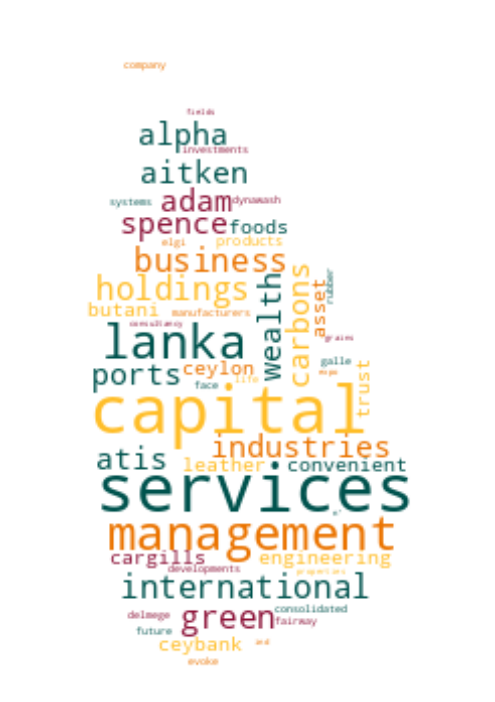 company
fields
alpha
investments
aitken
systems adam dynawash
spence foods
elgi products
business
holdings wealth carbons asset rubber
butani manufacturers
consultancy
lanka grains
ports ceylon galle
face life expo trust
capital
industries
atis leather convenient
services
management
cargills engineering
developments properties
international
delmege green consolidated
fairway
future
ceybank and
evoke